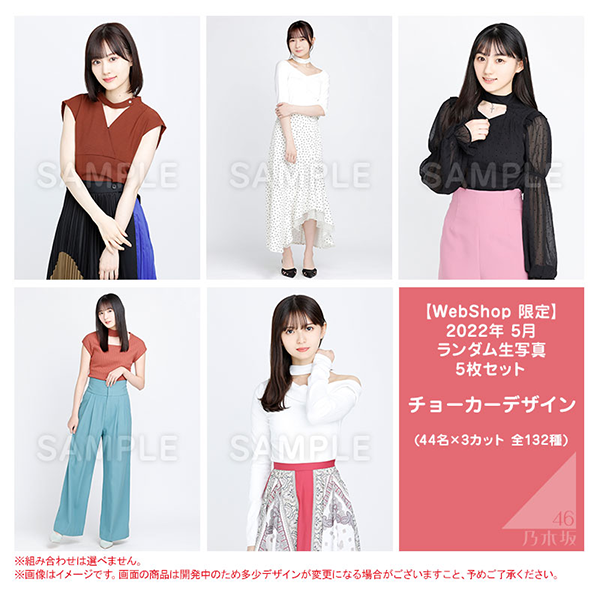 SAMPLE
SAMPLE
SAMPLE
SAMPLE
SAMPLE
【WebShop 限定】
2022年 5月
ランダム生写真
5枚セット
チョーカーデザイン
（44名×3カット 全132種）
46
乃木坂
※組み合わせは選べません。
※画像はイメージです。画面の商品は開発中のため多少デザインが変更になる場合がございますこと、予めご了承ください。